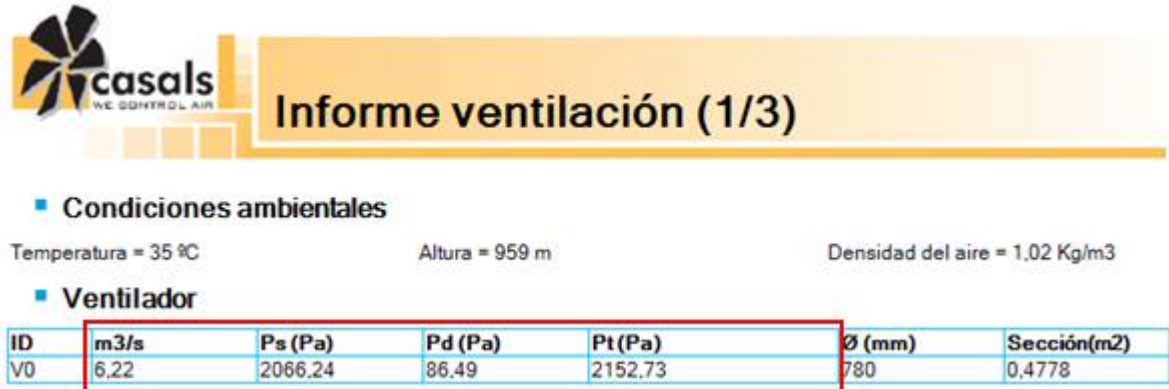 casals
WE CONTROL AIR
Informe ventilación (1/3)
Condiciones ambientales
Temperatura = 35 ºC Altura = 959 m Densidad del aire = 1,02 Kg/m3
Ventilador
ID m3/s Ps (Pa) Pd (Pa) Pt (Pa) Ø (mm) Sección(m2)
V0 6,22 2066,24 86,49 2152,73 780 0,4778